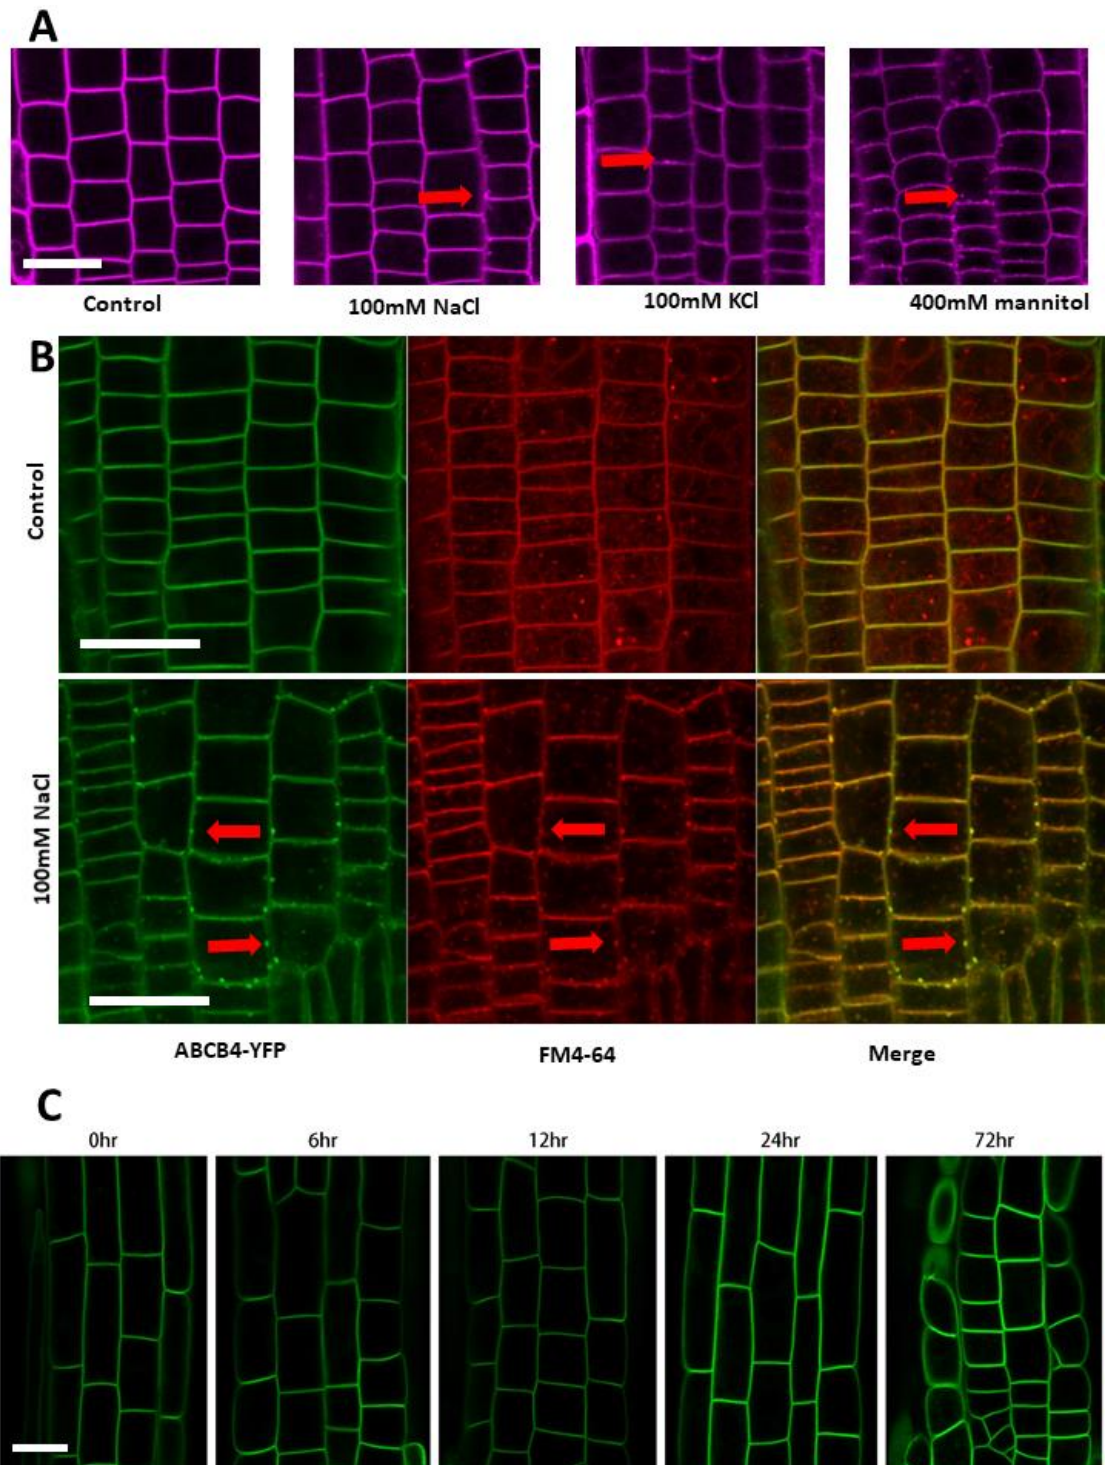 A
Control
100mM NaCl
100mM KCl
400mM mannitol
B
Control
100mM NaCl
ABCB4-YFP
FM4-64
Merge
C
0hr
6hr
12hr
24hr
72hr